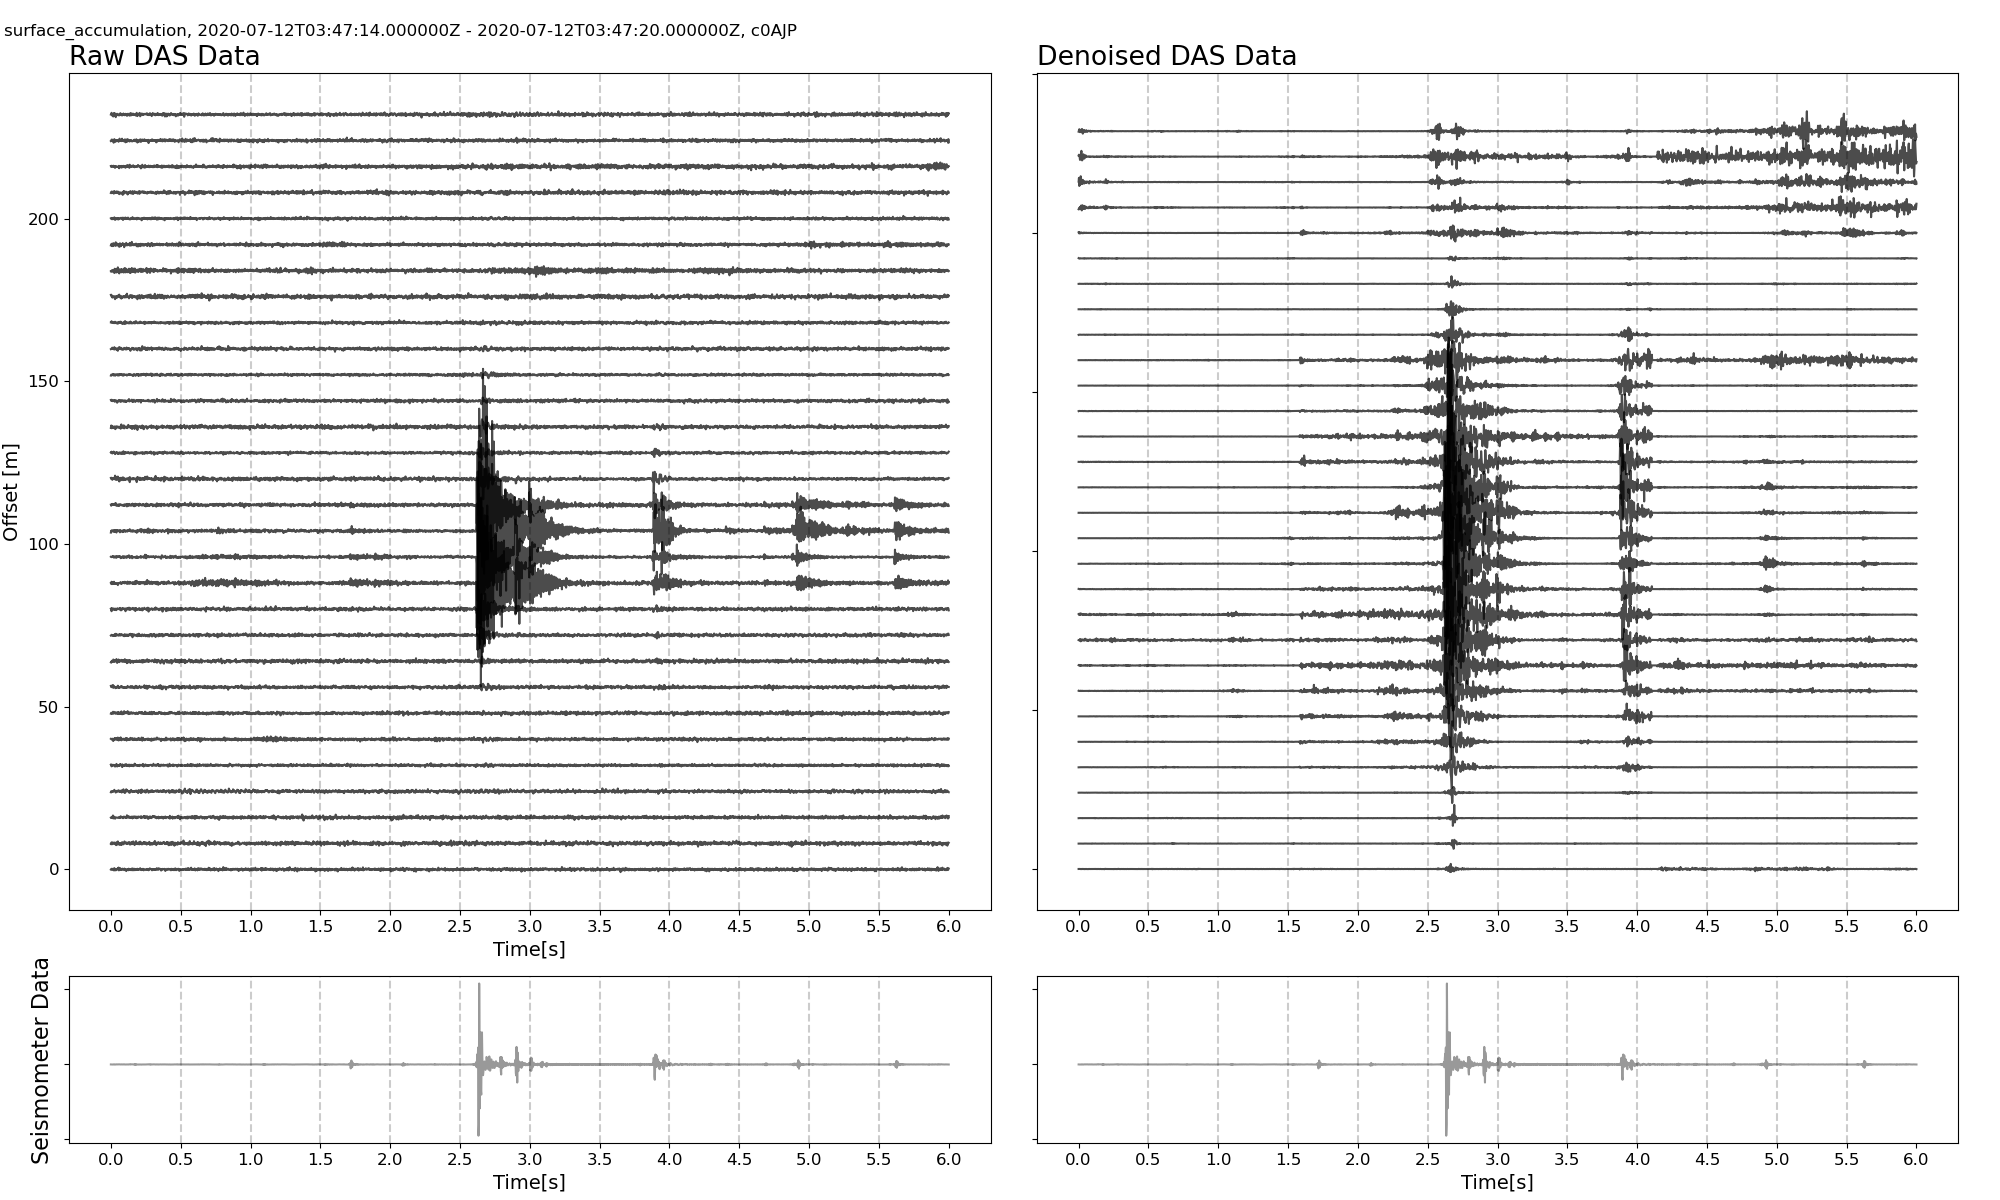 surface_accumulation, 2020-07-12T03:47:14.000000Z - 2020-07-12T03:47:20.000000Z, c0AJP
Raw DAS Data
Denoised DAS Data
Offset [m]
200
150
100
50
0
0.0 0.5 1.0 1.5 2.0 2.5 3.0 3.5 4.0 4.5 5.0 5.5 6.0
Time[s]
0.0 0.5 1.0 1.5 2.0 2.5 3.0 3.5 4.0 4.5 5.0 5.5 6.0
Seismometer Data
0.0 0.5 1.0 1.5 2.0 2.5 3.0 3.5 4.0 4.5 5.0 5.5 6.0
Time[s]
0.0 0.5 1.0 1.5 2.0 2.5 3.0 3.5 4.0 4.5 5.0 5.5 6.0
Time[s]